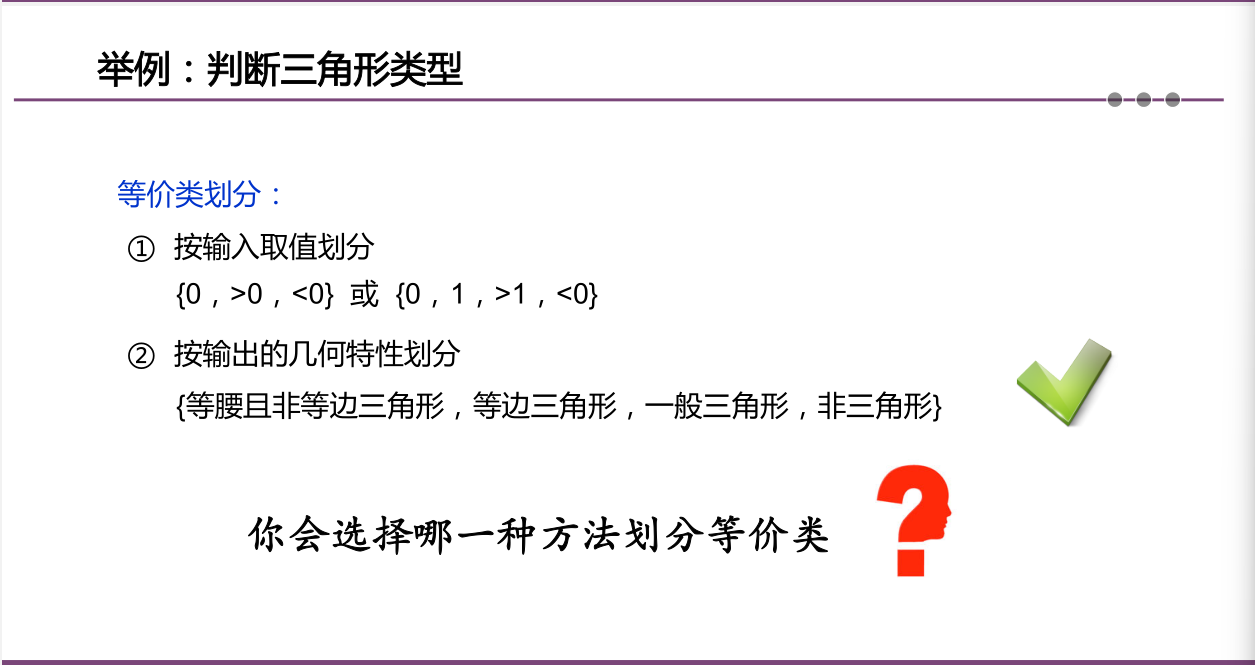 举例：判断三角形类型
等价类划分：
① 按输入取值划分
{0，>0，<0} 或 {0，1，>1，<0}
② 按输出的几何特性划分
{等腰且非等边三角形，等边三角形，一般三角形，非三角形}
你会选择哪一种方法划分等价类